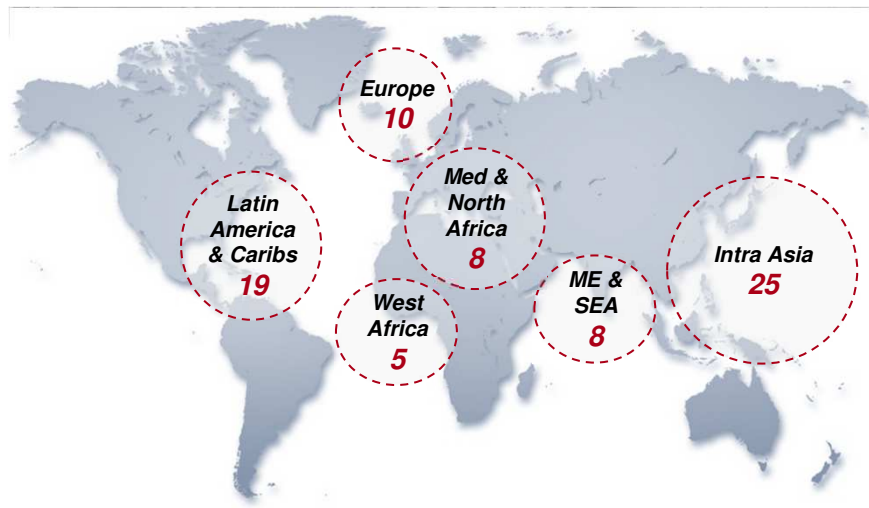 Europe
10
Med &
North
Africa
8
Latin
America
& Caribs
19
Intra Asia
25
ME &
SEA
8
West
Africa
5